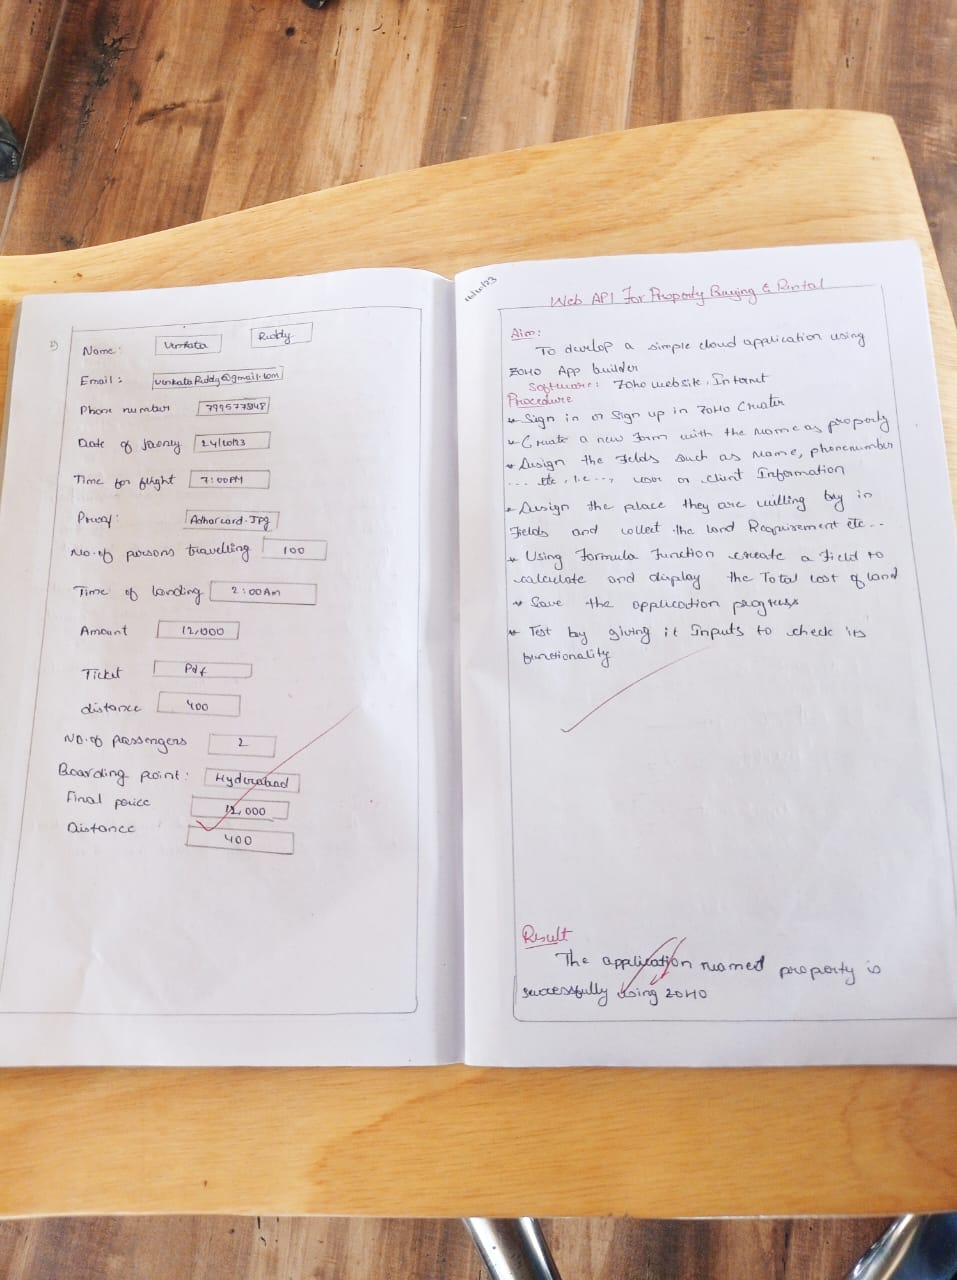 Name: Venkata Reddy
Email: VenkataReddy@gmail.com
Phone number
Date of jounly 24/10/23
Time for flight 7:00PM
Proof: Adharcard.Jpg
No.of persons travelling 100
Time of landing 2:00Am
Amount 12,000
Ticket Pdf
distance 400
NO.of passengers 2
Boarding point: Hyderabad
Final price 12,000
Distance 400
Web API For Property Buying & Rental
Aim:
To develop a simple cloud application using
ZOHO App builder
Software: Zoho website, Internet
Procedure
* Sign in or Sign up in ZOHO Creater
* Create a new Form with the name as property
* Design the Fields such as Name, phonenumber
... etc, i.e..., user or client Information
* Design the place they are willing buy in
Fields and collect the land Requirement etc..
* Using Formula Function create a Field to
calculate and display the Total cost of land
* Save the application progress
* Test by giving it Inputs to check its
functionality
Result
The application named property is
successfully using ZOHO